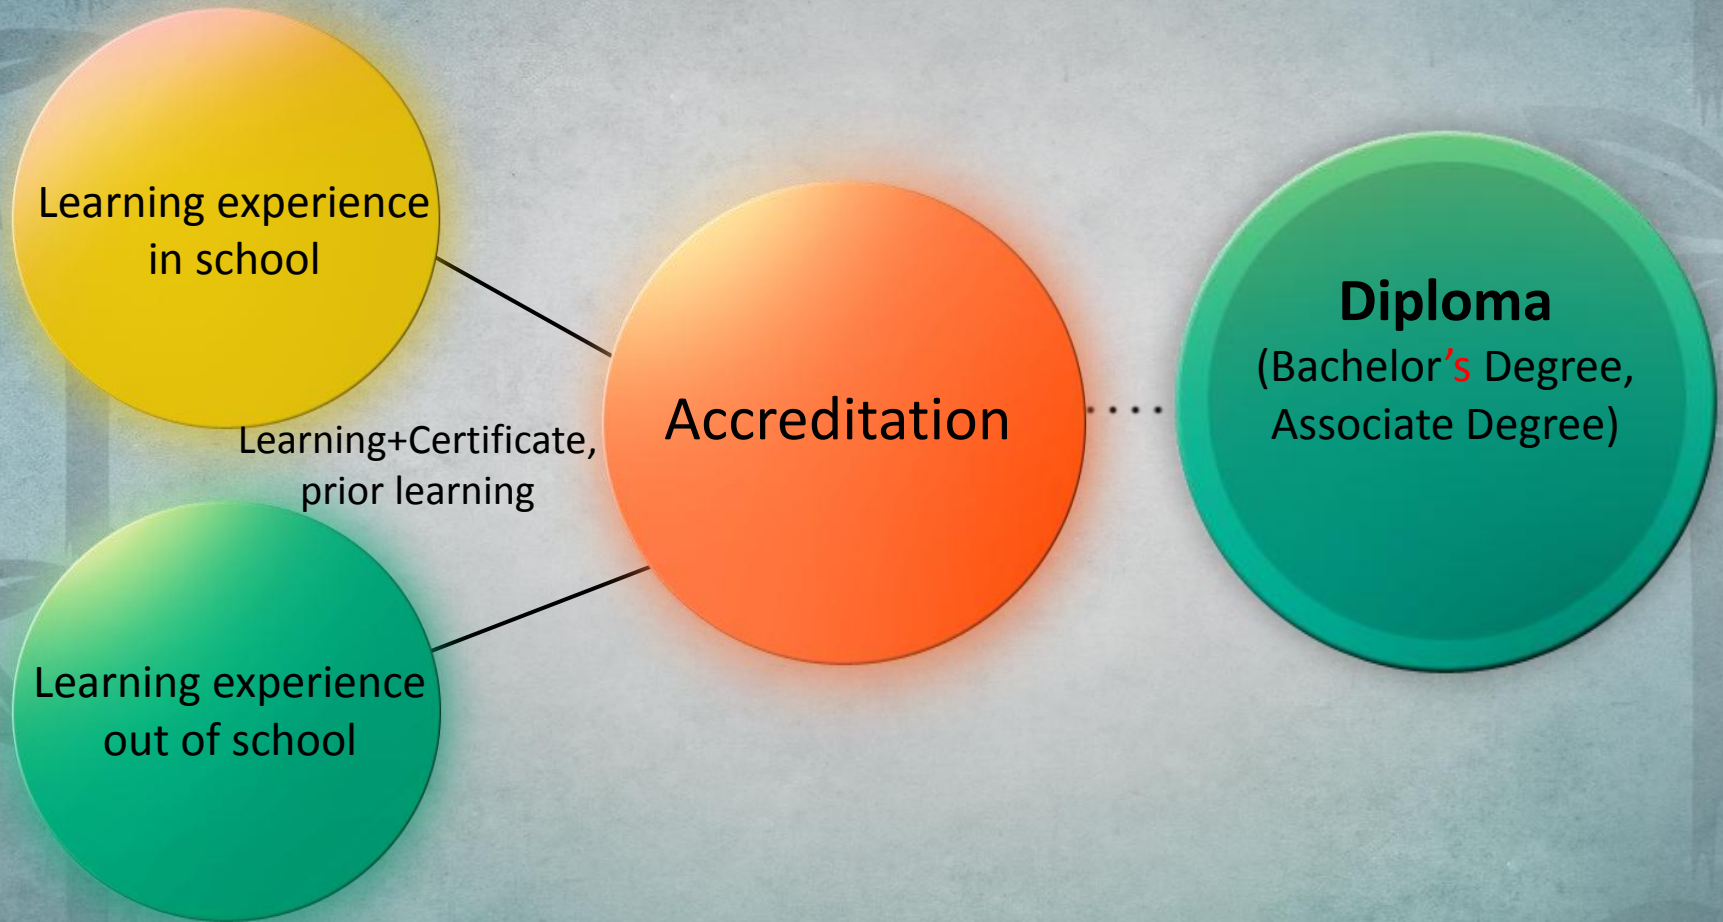 Learning experience
in school
Learning+Certificate,
prior learning
Learning experience
out of school
Accreditation
Diploma
(Bachelor’s Degree,
Associate Degree)